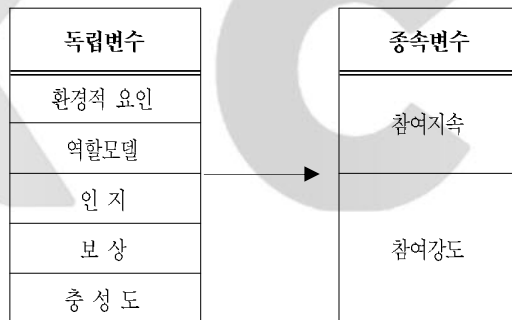 독립변수
환경적 요인
역할모델
인 지
보 상
충 성 도
종속변수
참여지속
참여강도